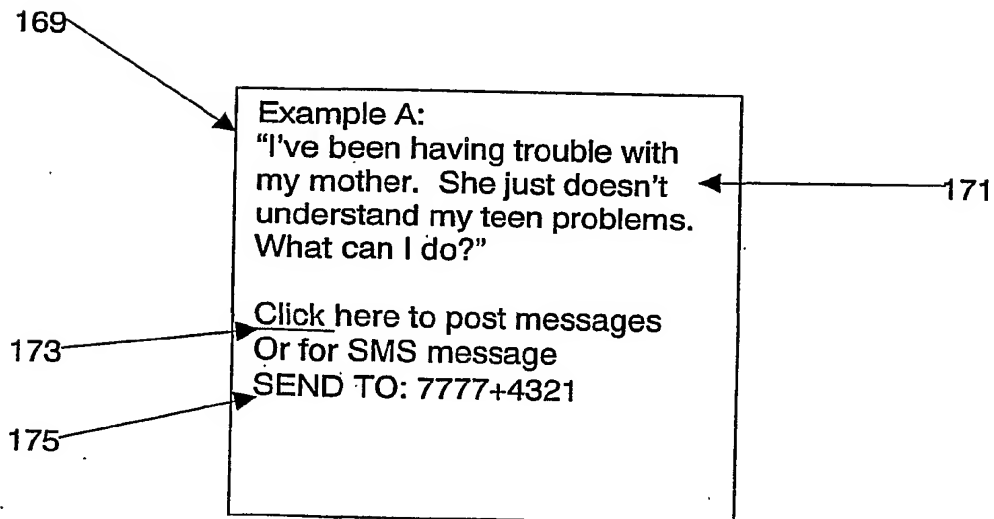 169
Example A:
“I've been having trouble with
my mother. She just doesn't
understand my teen problems.
What can I do?”
171
Click here to post messages
Or for SMS message
SEND TO: 7777+4321
173
175